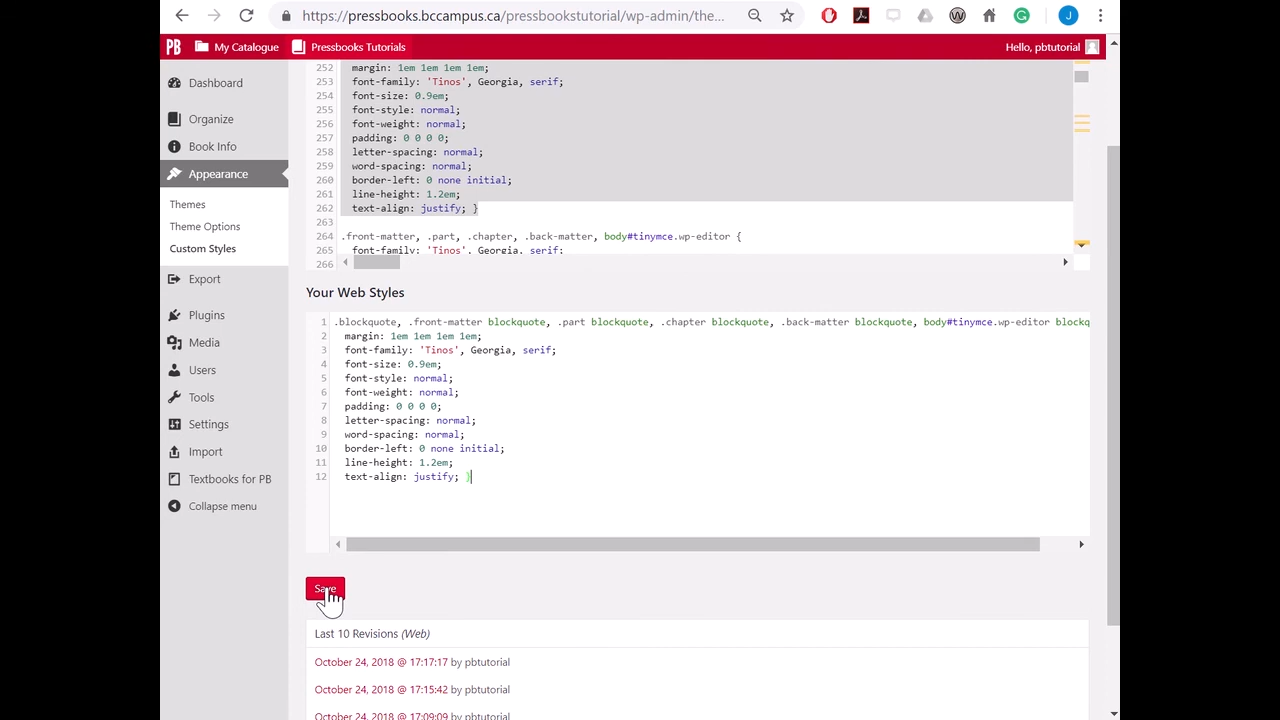 https://pressbooks.bccampus.ca/pressbookstutorial/wp-admin/the...
PB My Catalogue Pressbooks Tutorials Hello, pbtutorial
Dashboard
Organize
Book Info
Appearance
Themes
Theme Options
Custom Styles
Export
Plugins
Media
Users
Tools
Settings
Import
Textbooks for PB
Collapse menu
252 margin: 1em 1em 1em 1em;
253 font-family: 'Tinos', Georgia, serif;
254 font-size: 0.9em;
255 font-style: normal;
256 font-weight: normal;
257 padding: 0 0 0 0;
258 letter-spacing: normal;
259 word-spacing: normal;
260 border-left: 0 none initial;
261 line-height: 1.2em;
262 text-align: justify; }
263
264 .front-matter, .part, .chapter, .back-matter, body#tinymce.wp-editor {
265 font-family: 'Tinos', Georgia, serif;
266
Your Web Styles
1 .blockquote, .front-matter blockquote, .part blockquote, .chapter blockquote, .back-matter blockquote, body#tinymce.wp-editor blockq
2 margin: 1em 1em 1em 1em;
3 font-family: 'Tinos', Georgia, serif;
4 font-size: 0.9em;
5 font-style: normal;
6 font-weight: normal;
7 padding: 0 0 0 0;
8 letter-spacing: normal;
9 word-spacing: normal;
10 border-left: 0 none initial;
11 line-height: 1.2em;
12 text-align: justify; }
Save
Last 10 Revisions (Web)
October 24, 2018 @ 17:17:17 by pbtutorial
October 24, 2018 @ 17:15:42 by pbtutorial
October 24, 2018 @ 17:09:09 by pbtutorial